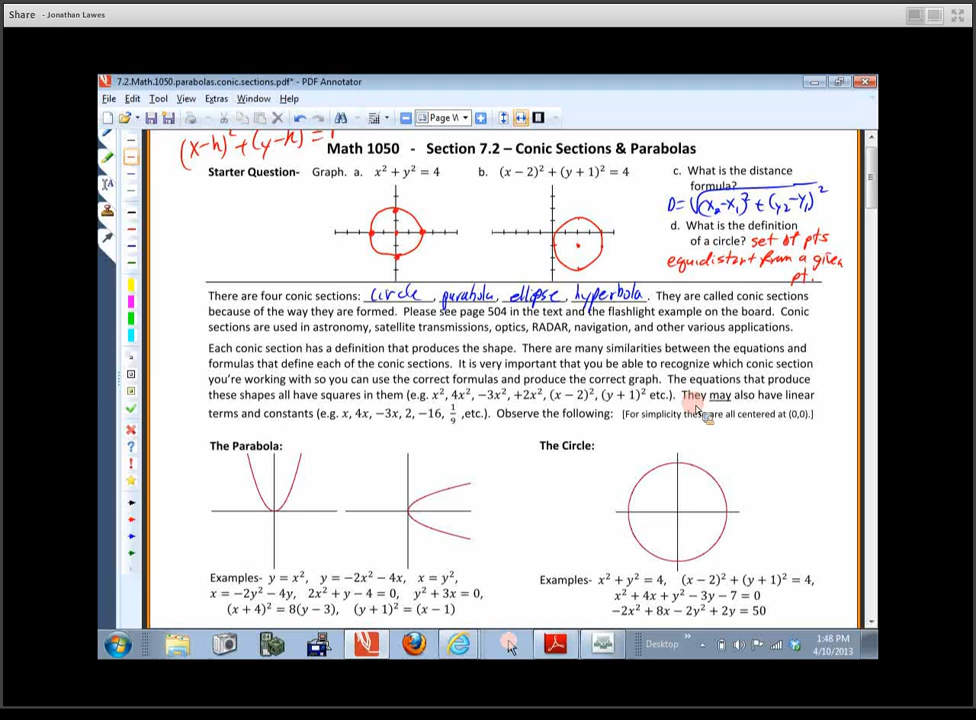 Share - Jonathan Lawes
7.2.Math.1050.parabolas.conic.sections.pdf* - PDF Annotator
File Edit Tool View Extras Window Help
Page W
(x-h)² + (y-k) = 1
Math 1050 - Section 7.2 – Conic Sections & Parabolas
Starter Question- Graph. a. x² + y² = 4 b. (x − 2)² + (y + 1)² = 4 c. What is the distance
formula?
D = √(x₂-x₁)² + (y₂-y₁)²
d. What is the definition
of a circle? set of pts
equidistant from a given
pt.
There are four conic sections: circle, parabola, ellipse, hyperbola. They are called conic sections
because of the way they are formed. Please see page 504 in the text and the flashlight example on the board. Conic
sections are used in astronomy, satellite transmissions, optics, RADAR, navigation, and other various applications.
Each conic section has a definition that produces the shape. There are many similarities between the equations and
formulas that define each of the conic sections. It is very important that you be able to recognize which conic section
you're working with so you can use the correct formulas and produce the correct graph. The equations that produce
these shapes all have squares in them (e.g. x², 4x², −3x², +2x², (x − 2)², (y + 1)² etc.). They may also have linear
terms and constants (e.g. x, 4x, −3x, 2, −16, 1/9 ,etc.). Observe the following: [For simplicity these are all centered at (0,0).]
The Parabola: The Circle:
Examples- y = x², y = −2x² − 4x, x = y²,
x = −2y² − 4y, 2x² + y − 4 = 0, y² + 3x = 0,
(x + 4)² = 8(y − 3), (y + 1)² = (x − 1)
Examples- x² + y² = 4, (x − 2)² + (y + 1)² = 4,
x² + 4x + y² − 3y − 7 = 0
−2x² + 8x − 2y² + 2y = 50
Desktop
1:48 PM
4/10/2013